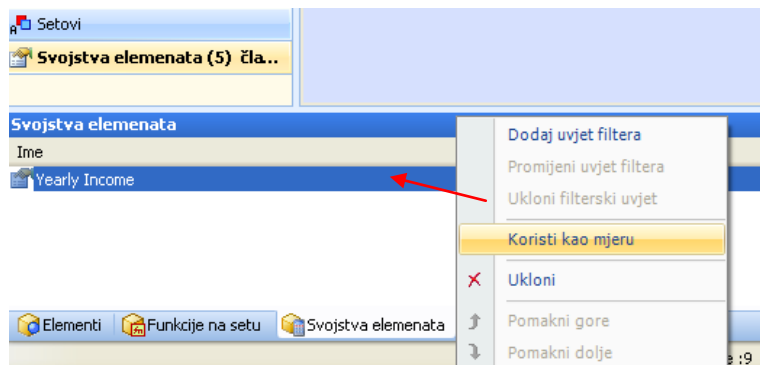 Setovi
Svojstva elemenata (5) čla...
Svojstva elemenata
Ime
Yearly Income
Dodaj uvjet filtera
Promijeni uvjet filtera
Ukloni filterski uvjet
Koristi kao mjeru
Ukloni
Pomakni gore
Pomakni dolje
Elementi
Funkcije na setu
Svojstva elemenata
e :9